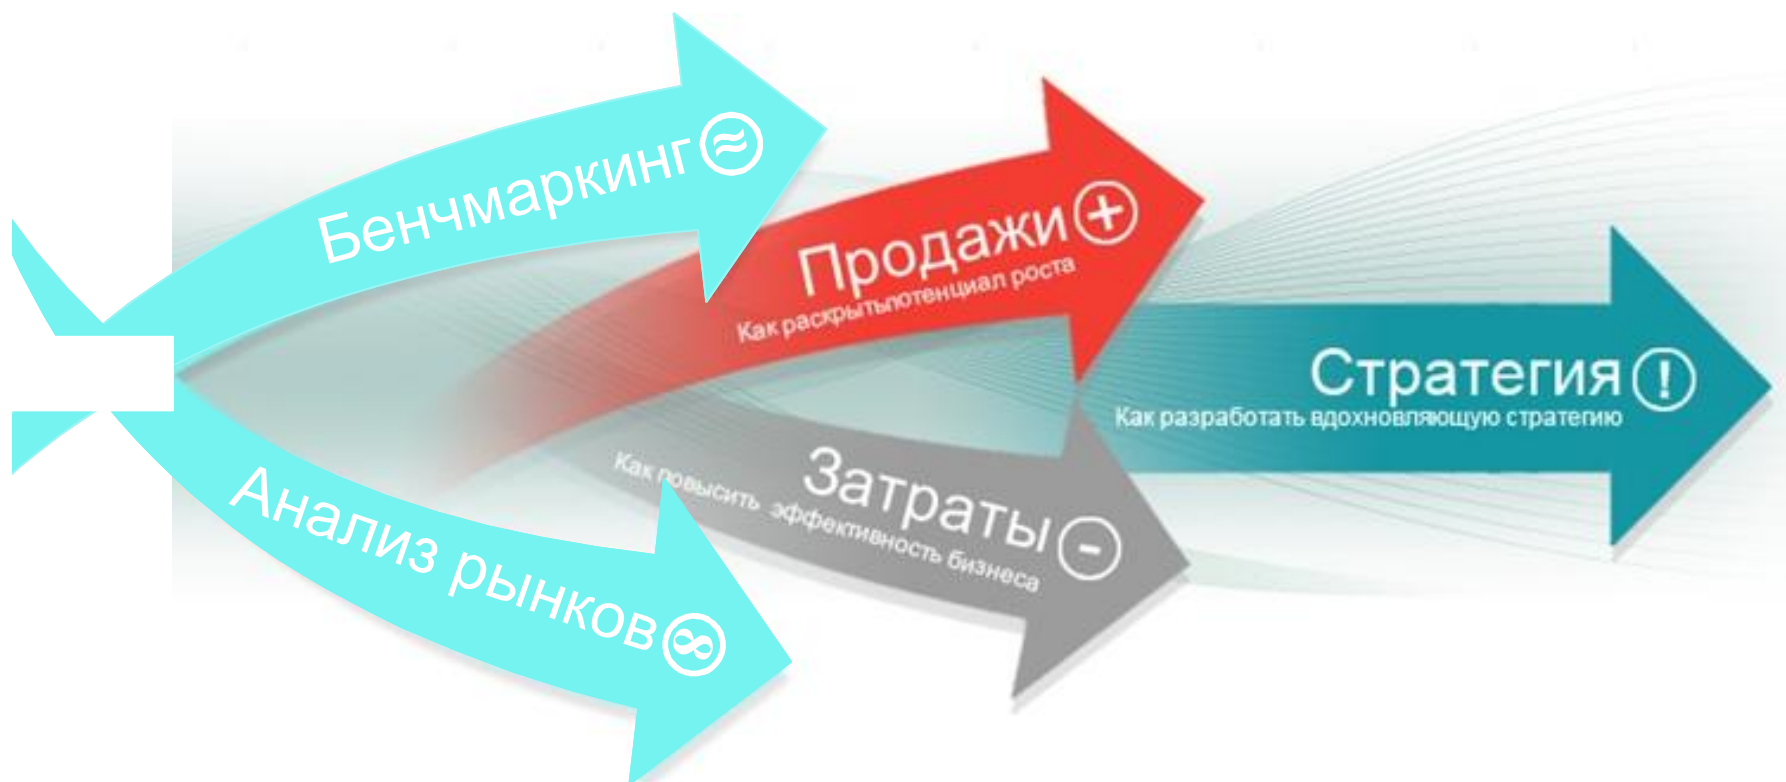 Бенчмаркинг ≈
Продажи +
Как раскрытьпотенциал роста
Стратегия !
Как разработать вдохновляющую стратегию
Затраты -
Как повысить эффективность бизнеса
Анализ рынков ∞